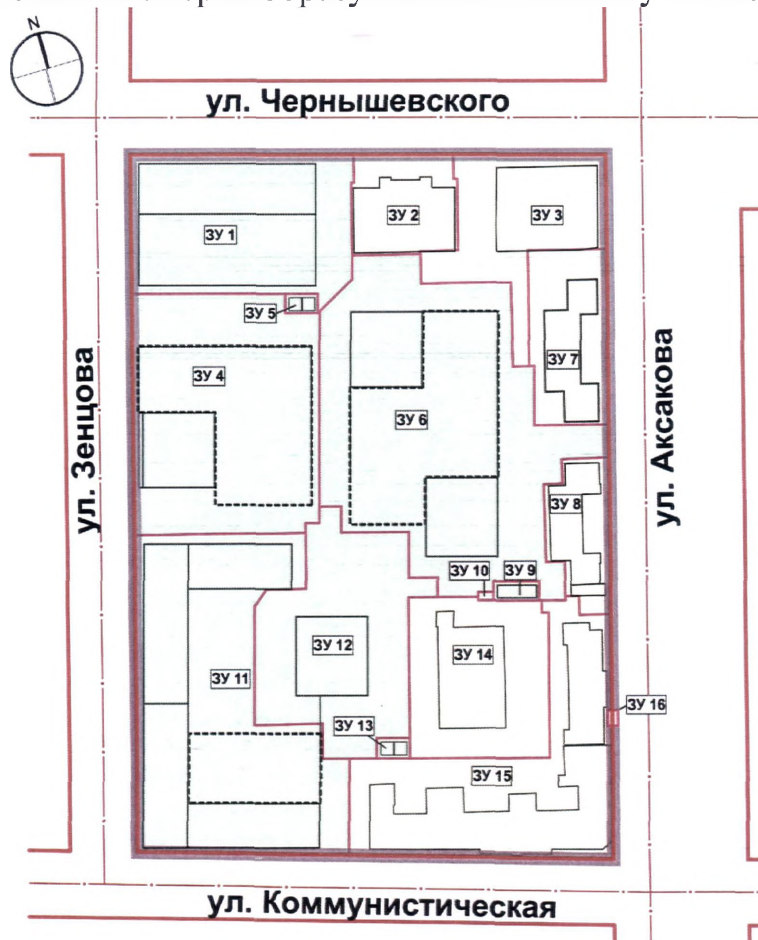 N
ул. Чернышевского
ЗУ 1
ЗУ 2
ЗУ 3
ЗУ 5
ЗУ 4
ЗУ 6
ЗУ 7
ул. Зенцова
ул. Аксакова
ЗУ 8
ЗУ 10
ЗУ 9
ЗУ 12
ЗУ 14
ЗУ 11
ЗУ 13
ЗУ 16
ЗУ 15
ул. Коммунистическая